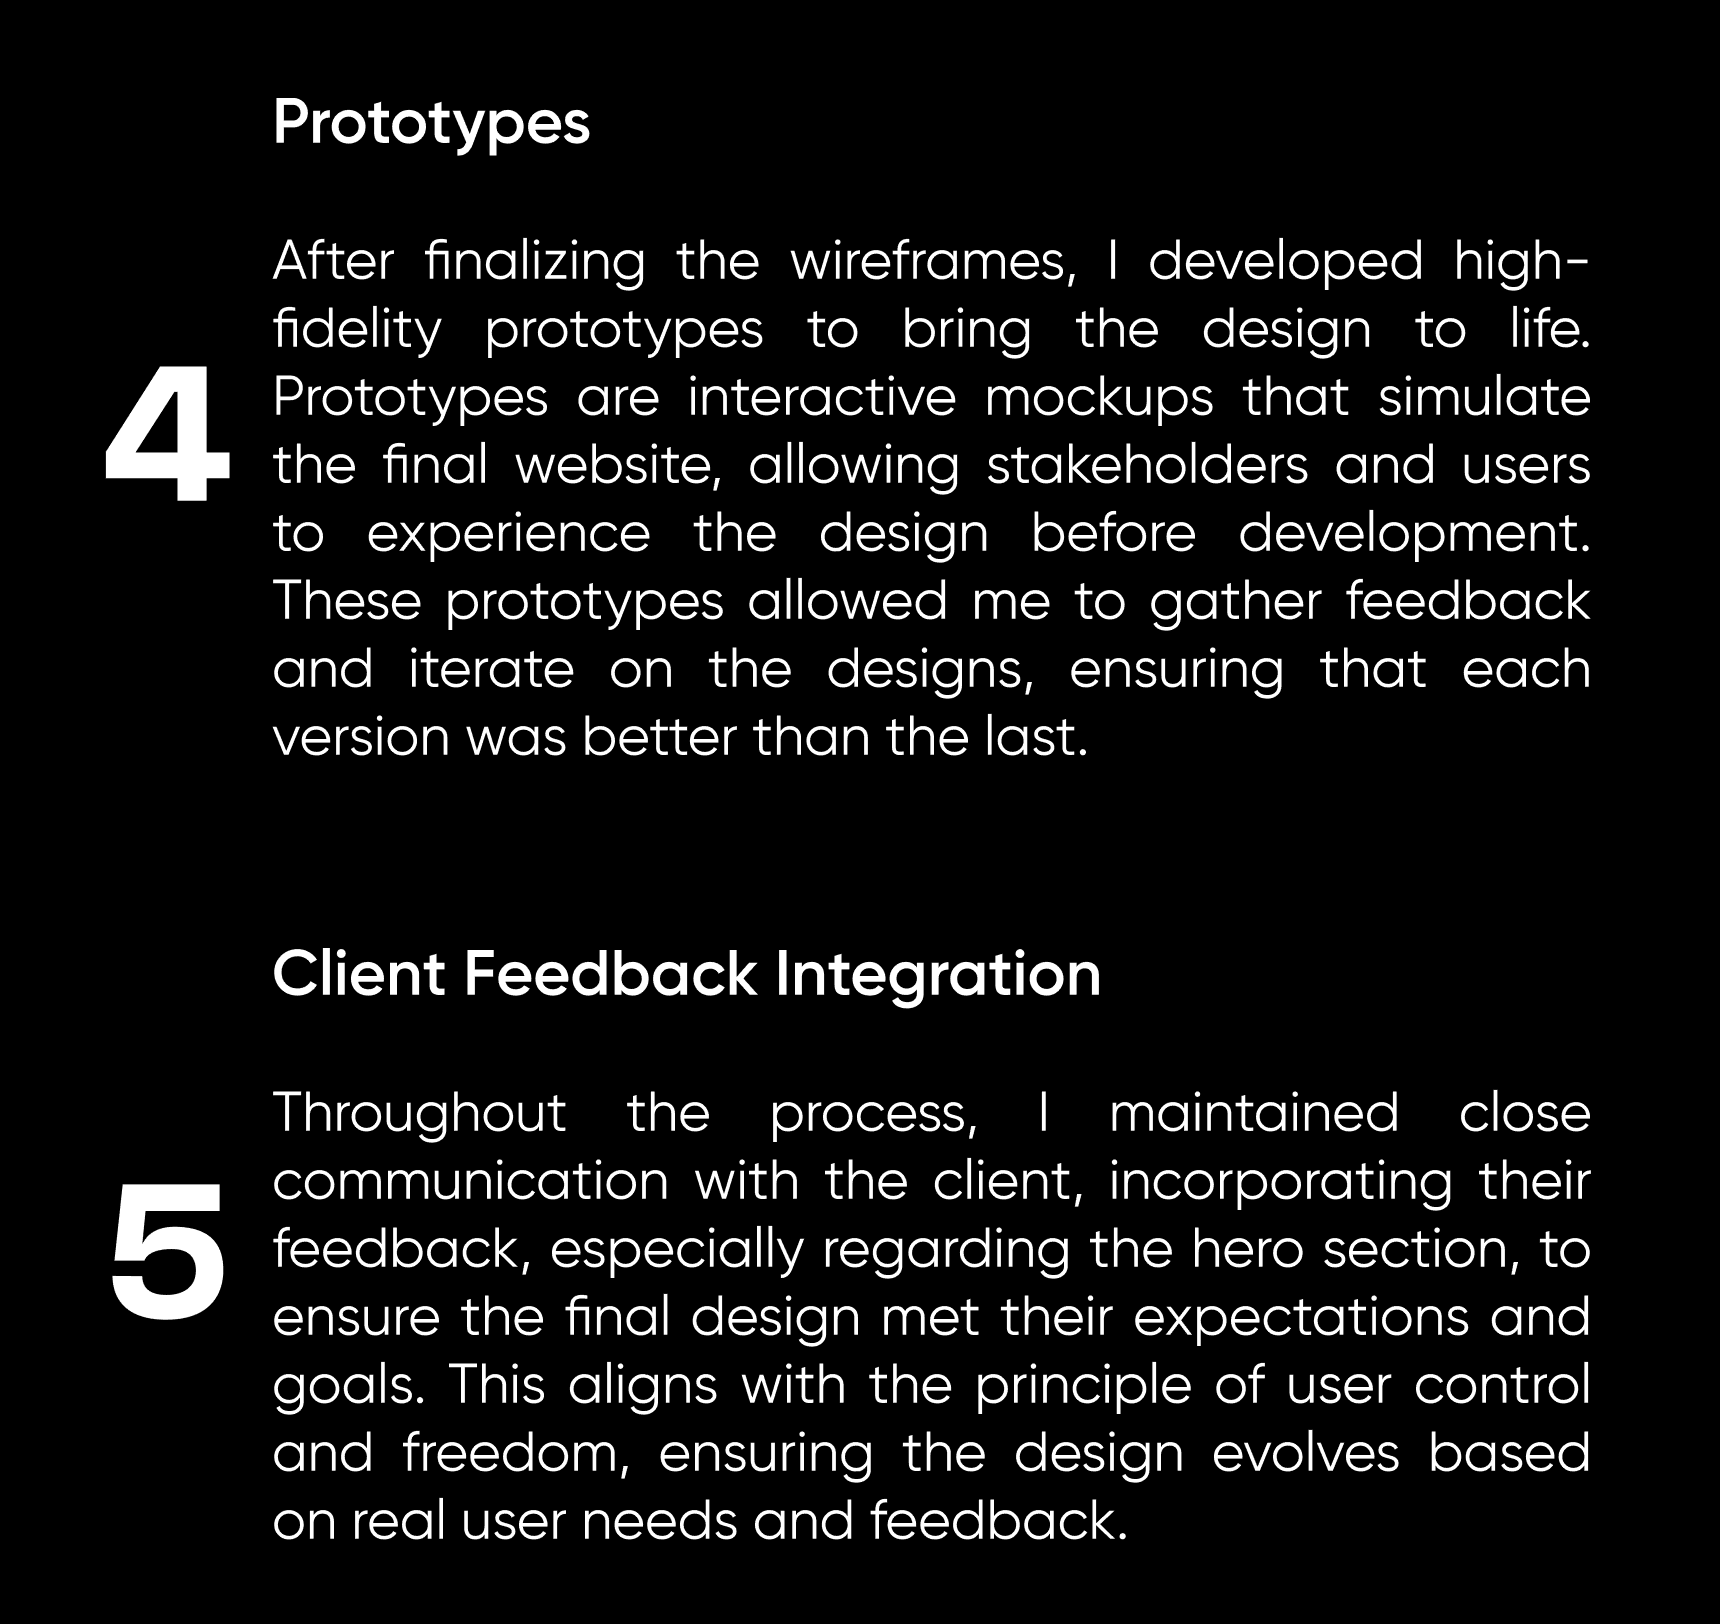 Prototypes
After finalizing the wireframes, I developed high-
fidelity prototypes to bring the design to life.
Prototypes are interactive mockups that simulate
the final website, allowing stakeholders and users
to experience the design before development.
These prototypes allowed me to gather feedback
and iterate on the designs, ensuring that each
version was better than the last.
4
Client Feedback Integration
Throughout the process, I maintained close
communication with the client, incorporating their
feedback, especially regarding the hero section, to
ensure the final design met their expectations and
goals. This aligns with the principle of user control
and freedom, ensuring the design evolves based
on real user needs and feedback.
5